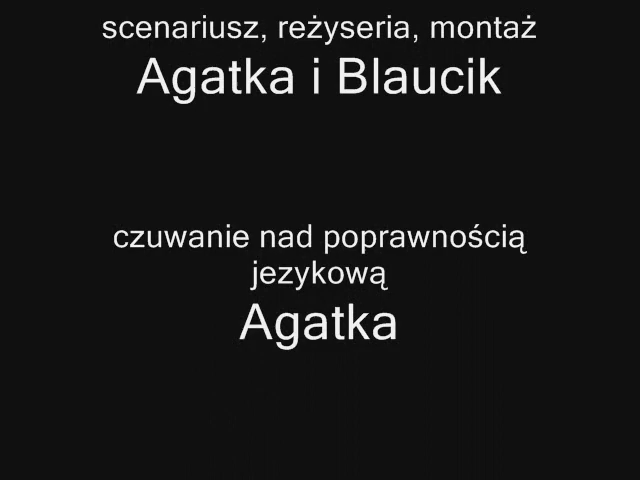 scenariusz, reżyseria, montaż
Agatka i Blaucik
czuwanie nad poprawnością
jezykową
Agatka